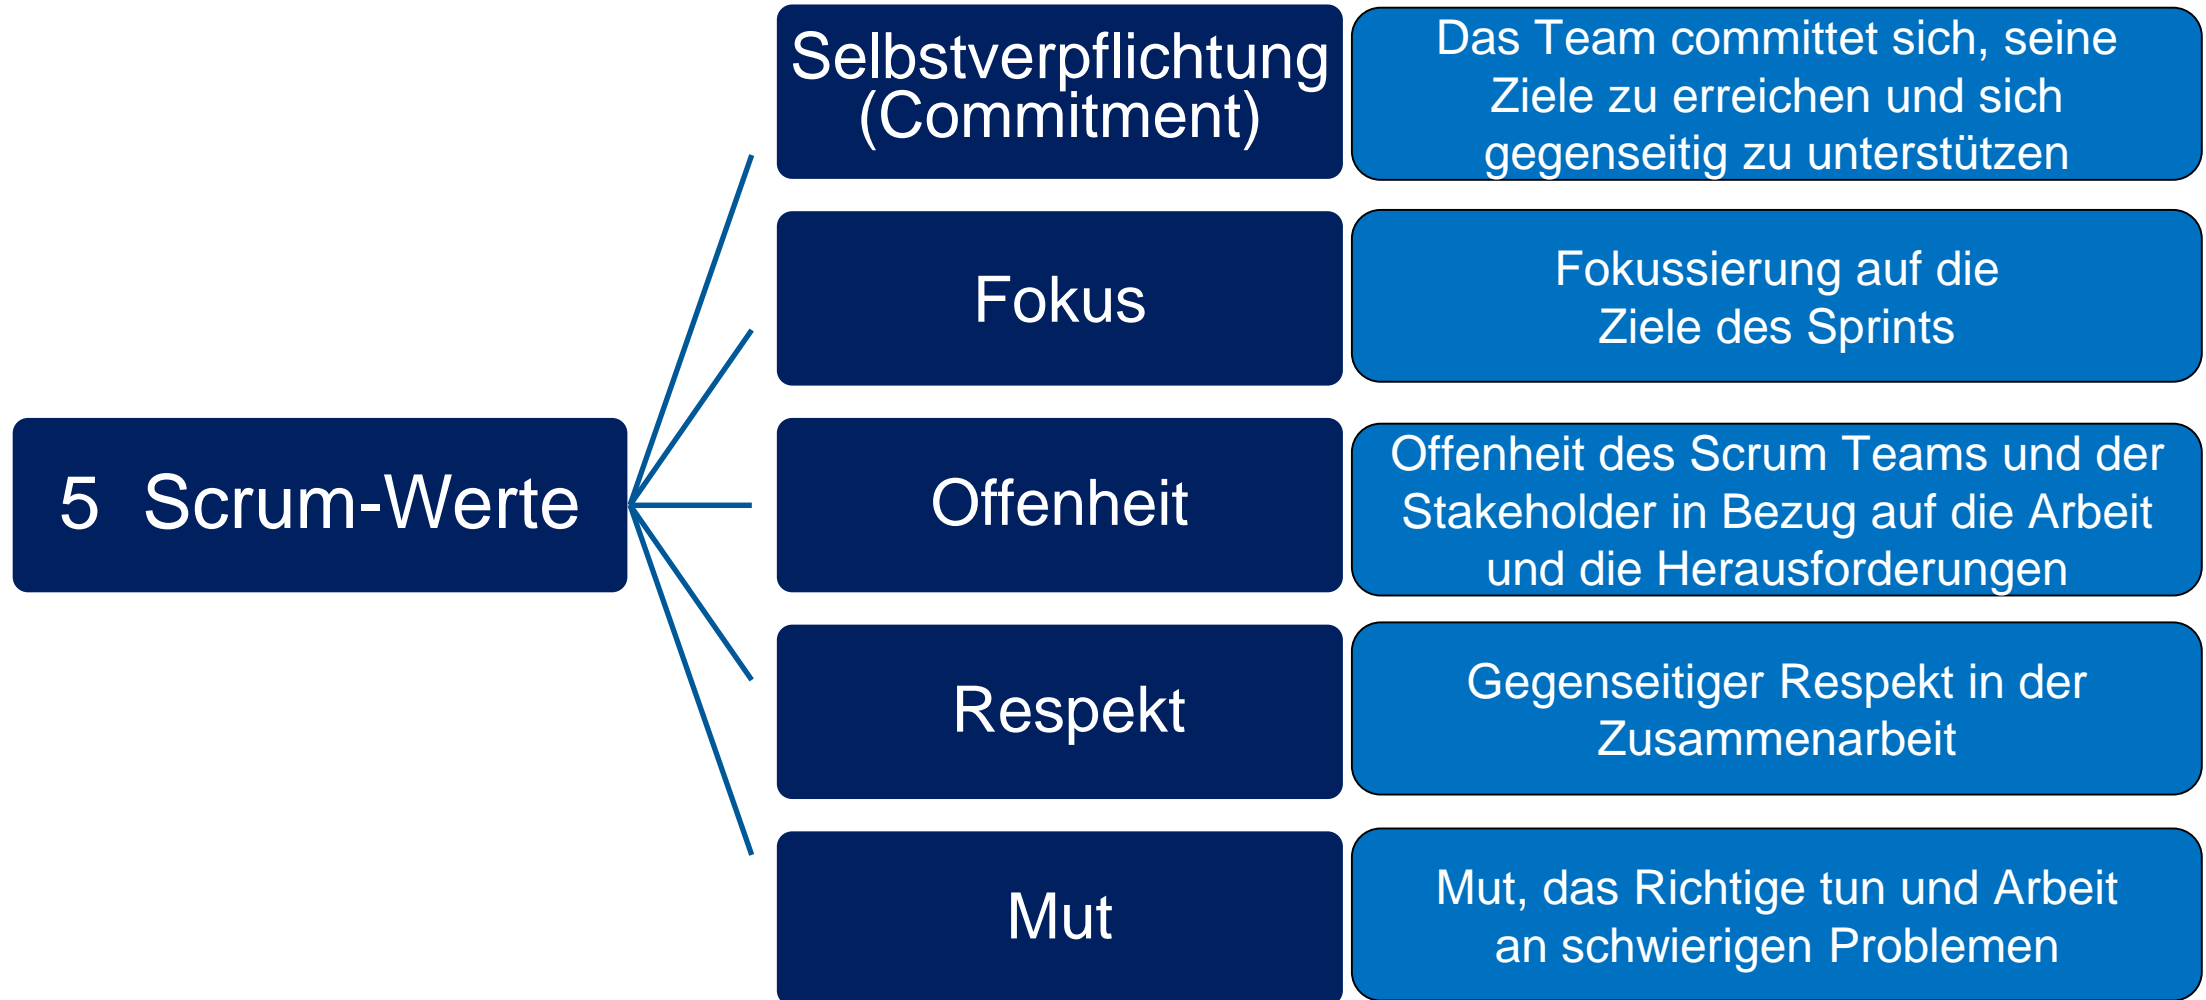 5 Scrum-Werte
Selbstverpflichtung
(Commitment)
Das Team committet sich, seine
Ziele zu erreichen und sich
gegenseitig zu unterstützen
Fokus
Fokussierung auf die
Ziele des Sprints
Offenheit
Offenheit des Scrum Teams und der
Stakeholder in Bezug auf die Arbeit
und die Herausforderungen
Respekt
Gegenseitiger Respekt in der
Zusammenarbeit
Mut
Mut, das Richtige tun und Arbeit
an schwierigen Problemen